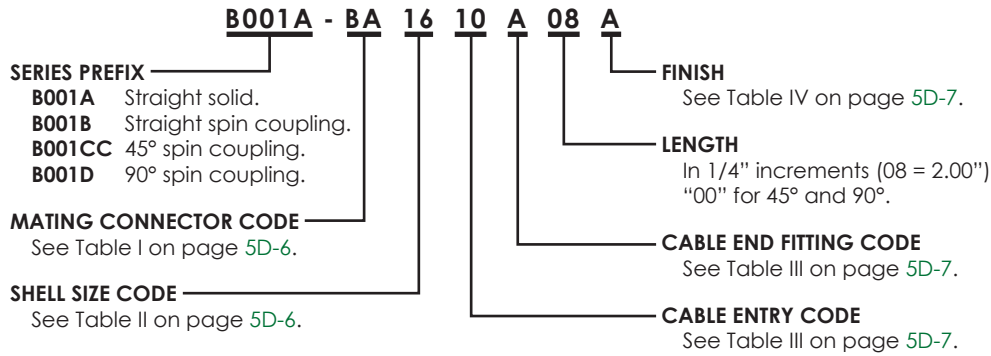 B001A - BA 16 10 A 08 A
SERIES PREFIX
B001A Straight solid.
B001B Straight spin coupling.
B001CC 45° spin coupling.
B001D 90° spin coupling.
MATING CONNECTOR CODE
See Table I on page 5D-6.
SHELL SIZE CODE
See Table II on page 5D-6.
FINISH
See Table IV on page 5D-7.
LENGTH
In 1/4” increments (08 = 2.00”)
“00” for 45° and 90°.
CABLE END FITTING CODE
See Table III on page 5D-7.
CABLE ENTRY CODE
See Table III on page 5D-7.